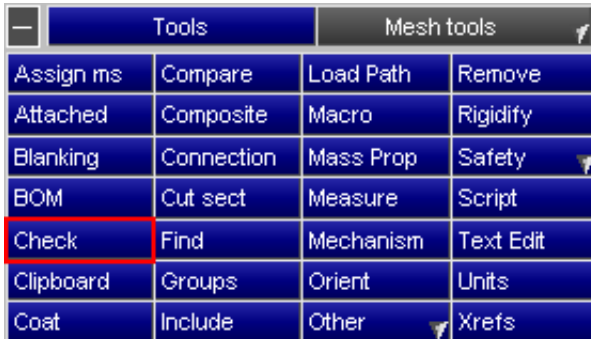 Tools Mesh tools
Assign ms Compare Load Path Remove
Attached Composite Macro Rigidify
Blanking Connection Mass Prop Safety
BOM Cut sect Measure Script
Check Find Mechanism Text Edit
Clipboard Groups Orient Units
Coat Include Other Xrefs